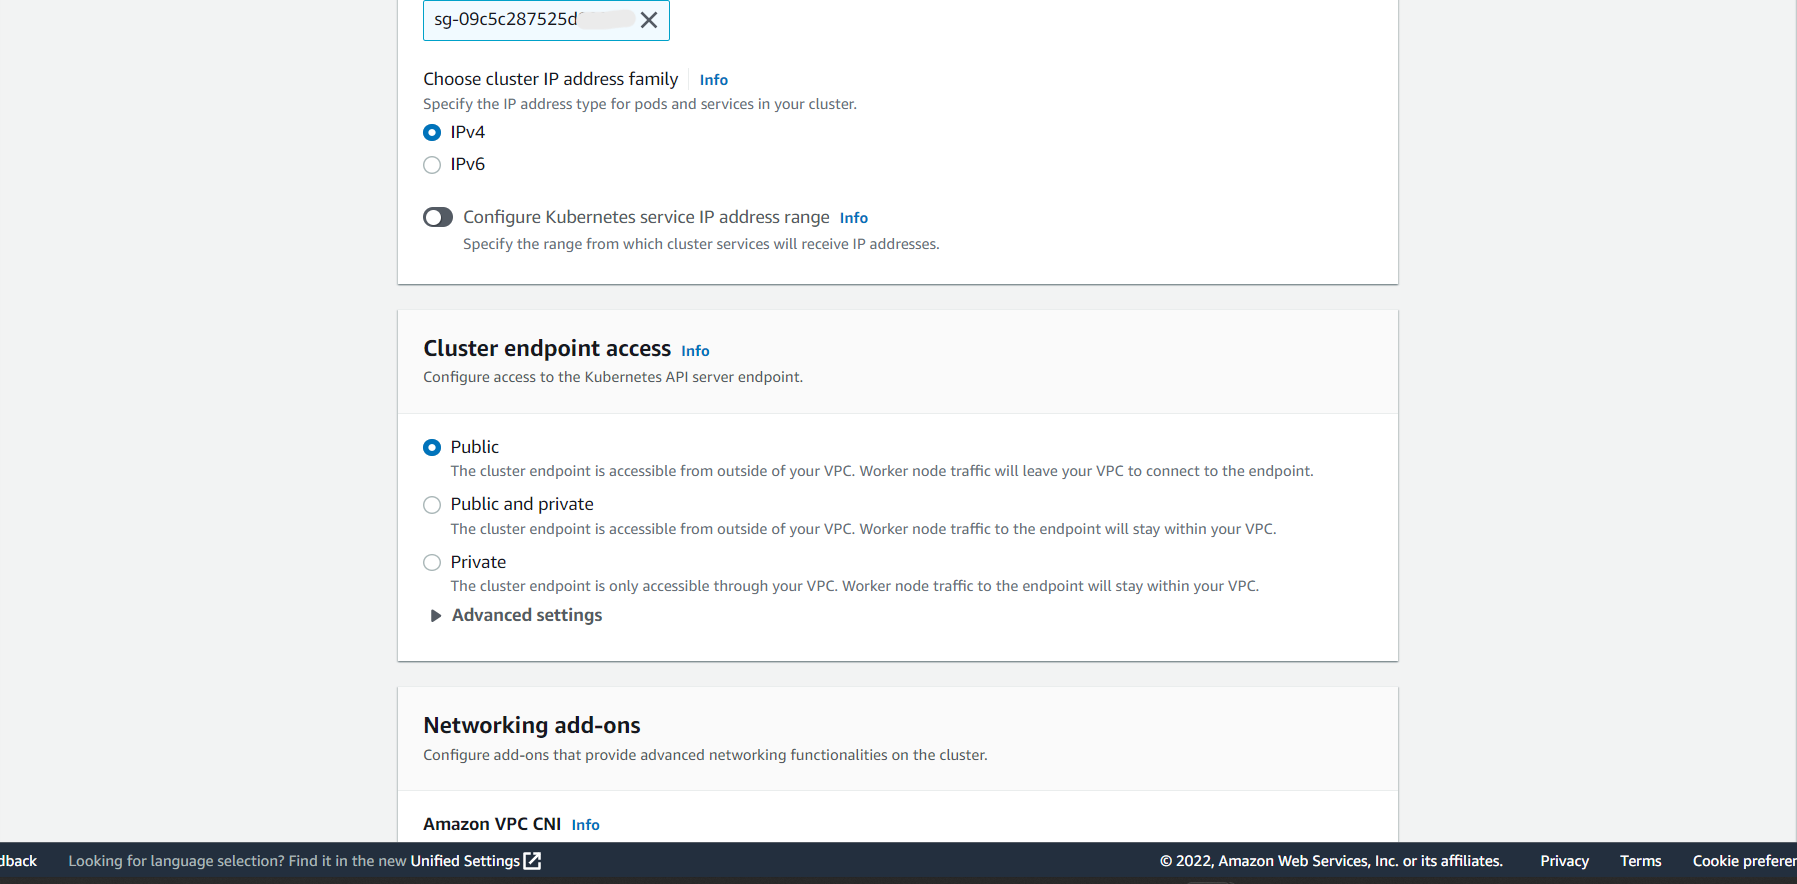 sg-09c5c287525d
Choose cluster IP address family Info
Specify the IP address type for pods and services in your cluster.
IPv4
IPv6
Configure Kubernetes service IP address range Info
Specify the range from which cluster services will receive IP addresses.
Cluster endpoint access Info
Configure access to the Kubernetes API server endpoint.
Public
The cluster endpoint is accessible from outside of your VPC. Worker node traffic will leave your VPC to connect to the endpoint.
Public and private
The cluster endpoint is accessible from outside of your VPC. Worker node traffic to the endpoint will stay within your VPC.
Private
The cluster endpoint is only accessible through your VPC. Worker node traffic to the endpoint will stay within your VPC.
Advanced settings
Networking add-ons
Configure add-ons that provide advanced networking functionalities on the cluster.
Amazon VPC CNI Info
dback Looking for language selection? Find it in the new Unified Settings © 2022, Amazon Web Services, Inc. or its affiliates. Privacy Terms Cookie preferen